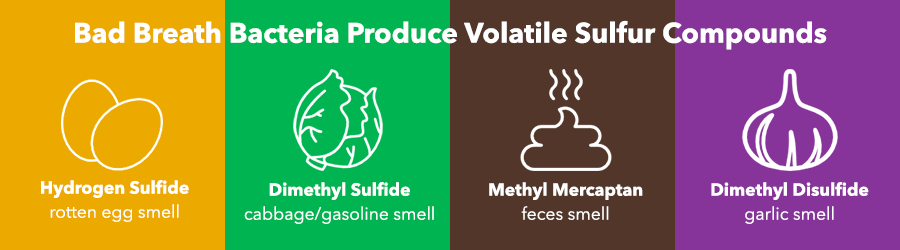 Bad Breath Bacteria Produce Volatile Sulfur Compounds
Hydrogen Sulfide
rotten egg smell
Dimethyl Sulfide
cabbage/gasoline smell
Methyl Mercaptan
feces smell
Dimethyl Disulfide
garlic smell